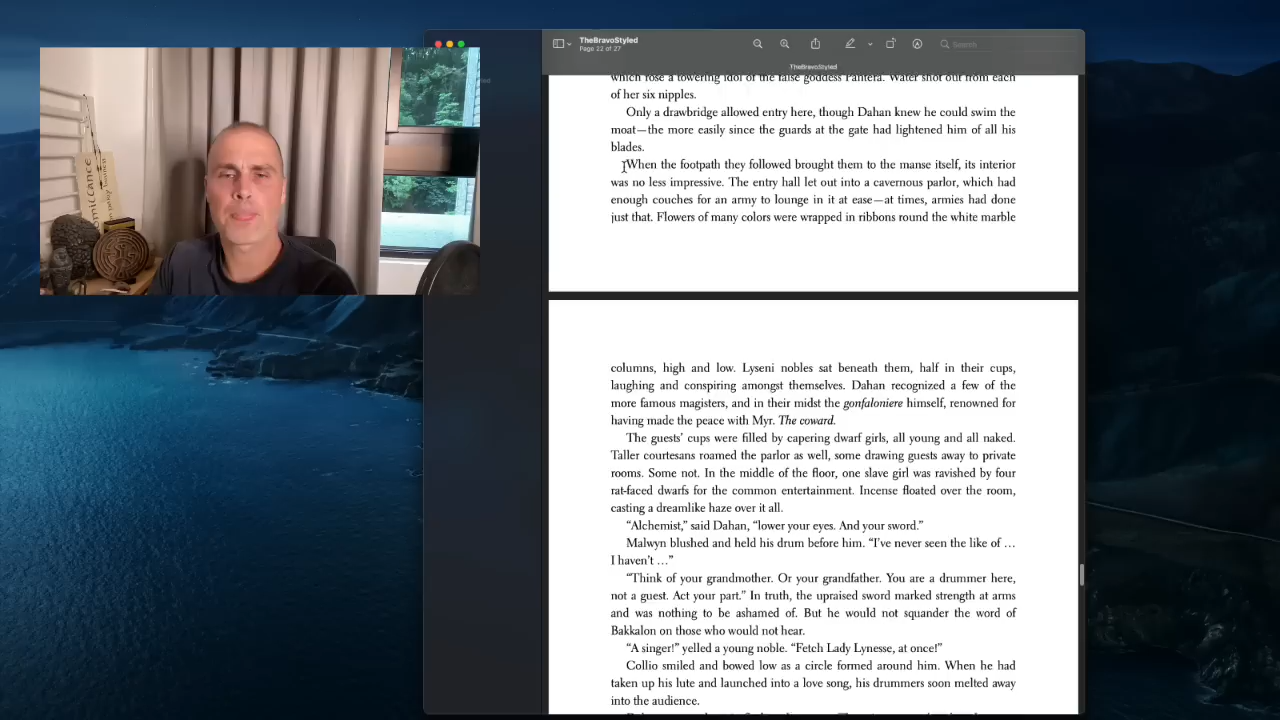 TheBravoStyled
Page 22 of 27
Search
TheBravoStyled
which rose a towering idol of the false goddess Pantera. Water shot out from each
of her six nipples.
Only a drawbridge allowed entry here, though Dahan knew he could swim the
moat—the more easily since the guards at the gate had lightened him of all his
blades.
When the footpath they followed brought them to the manse itself, its interior
was no less impressive. The entry hall let out into a cavernous parlor, which had
enough couches for an army to lounge in it at ease—at times, armies had done
just that. Flowers of many colors were wrapped in ribbons round the white marble
columns, high and low. Lyseni nobles sat beneath them, half in their cups,
laughing and conspiring amongst themselves. Dahan recognized a few of the
more famous magisters, and in their midst the gonfaloniere himself, renowned for
having made the peace with Myr. The coward.
The guests’ cups were filled by capering dwarf girls, all young and all naked.
Taller courtesans roamed the parlor as well, some drawing guests away to private
rooms. Some not. In the middle of the floor, one slave girl was ravished by four
rat-faced dwarfs for the common entertainment. Incense floated over the room,
casting a dreamlike haze over it all.
“Alchemist,” said Dahan, “lower your eyes. And your sword.”
Malwyn blushed and held his drum before him. “I’ve never seen the like of …
I haven’t …”
“Think of your grandmother. Or your grandfather. You are a drummer here,
not a guest. Act your part.” In truth, the upraised sword marked strength at arms
and was nothing to be ashamed of. But he would not squander the word of
Bakkalon on those who would not hear.
“A singer!” yelled a young noble. “Fetch Lady Lynesse, at once!”
Collio smiled and bowed low as a circle formed around him. When he had
taken up his lute and launched into a love song, his drummers soon melted away
into the audience.